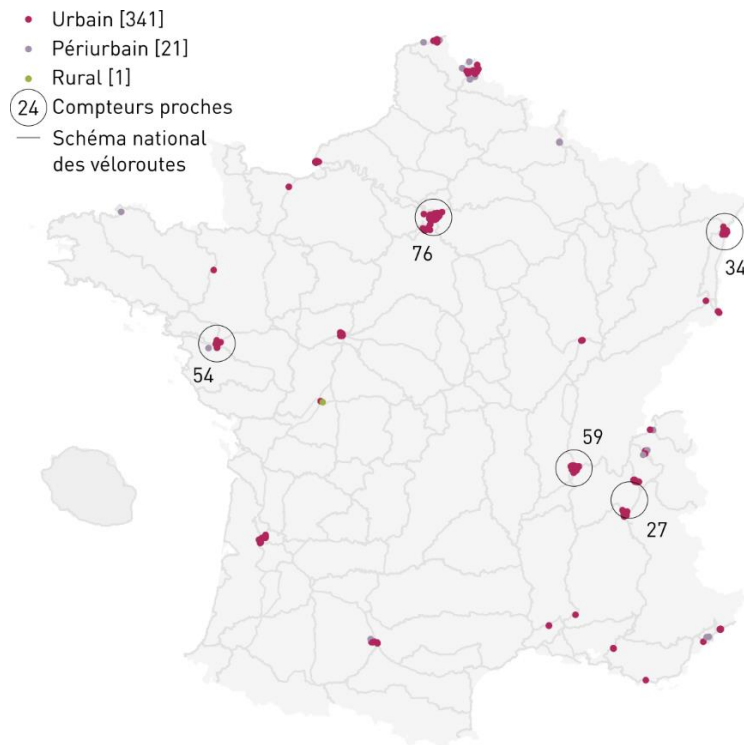 Urbain [341]
Périurbain [21]
Rural [1]
24 Compteurs proches
Schéma national
des véloroutes
76
34
54
59
27